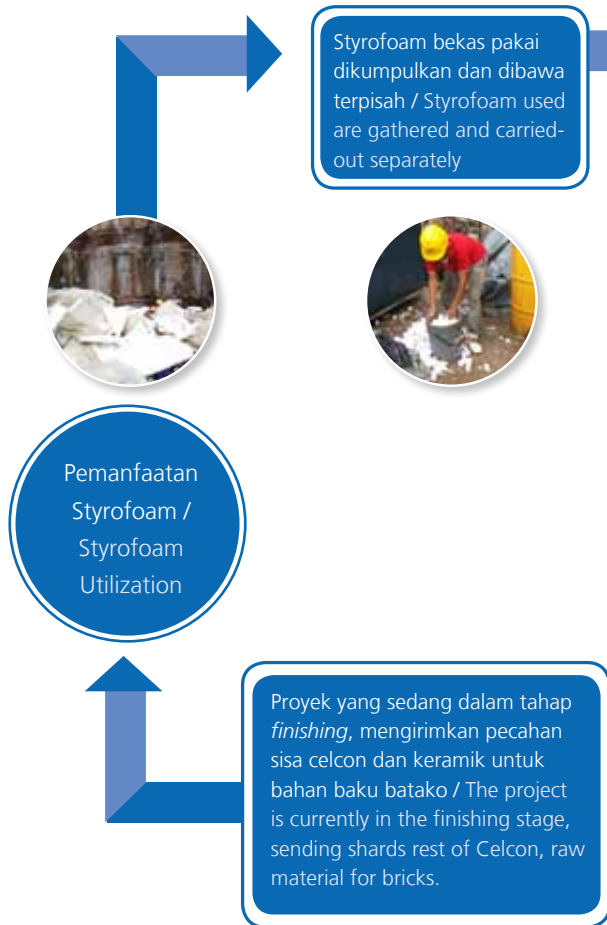 Styrofoam bekas pakai
dikumpulkan dan dibawa
terpisah / Styrofoam used
are gathered and carried-
out separately
Pemanfaatan
Styrofoam /
Styrofoam
Utilization
Proyek yang sedang dalam tahap
finishing, mengirimkan pecahan
sisa celcon dan keramik untuk
bahan baku batako / The project
is currently in the finishing stage,
sending shards rest of Celcon, raw
material for bricks.